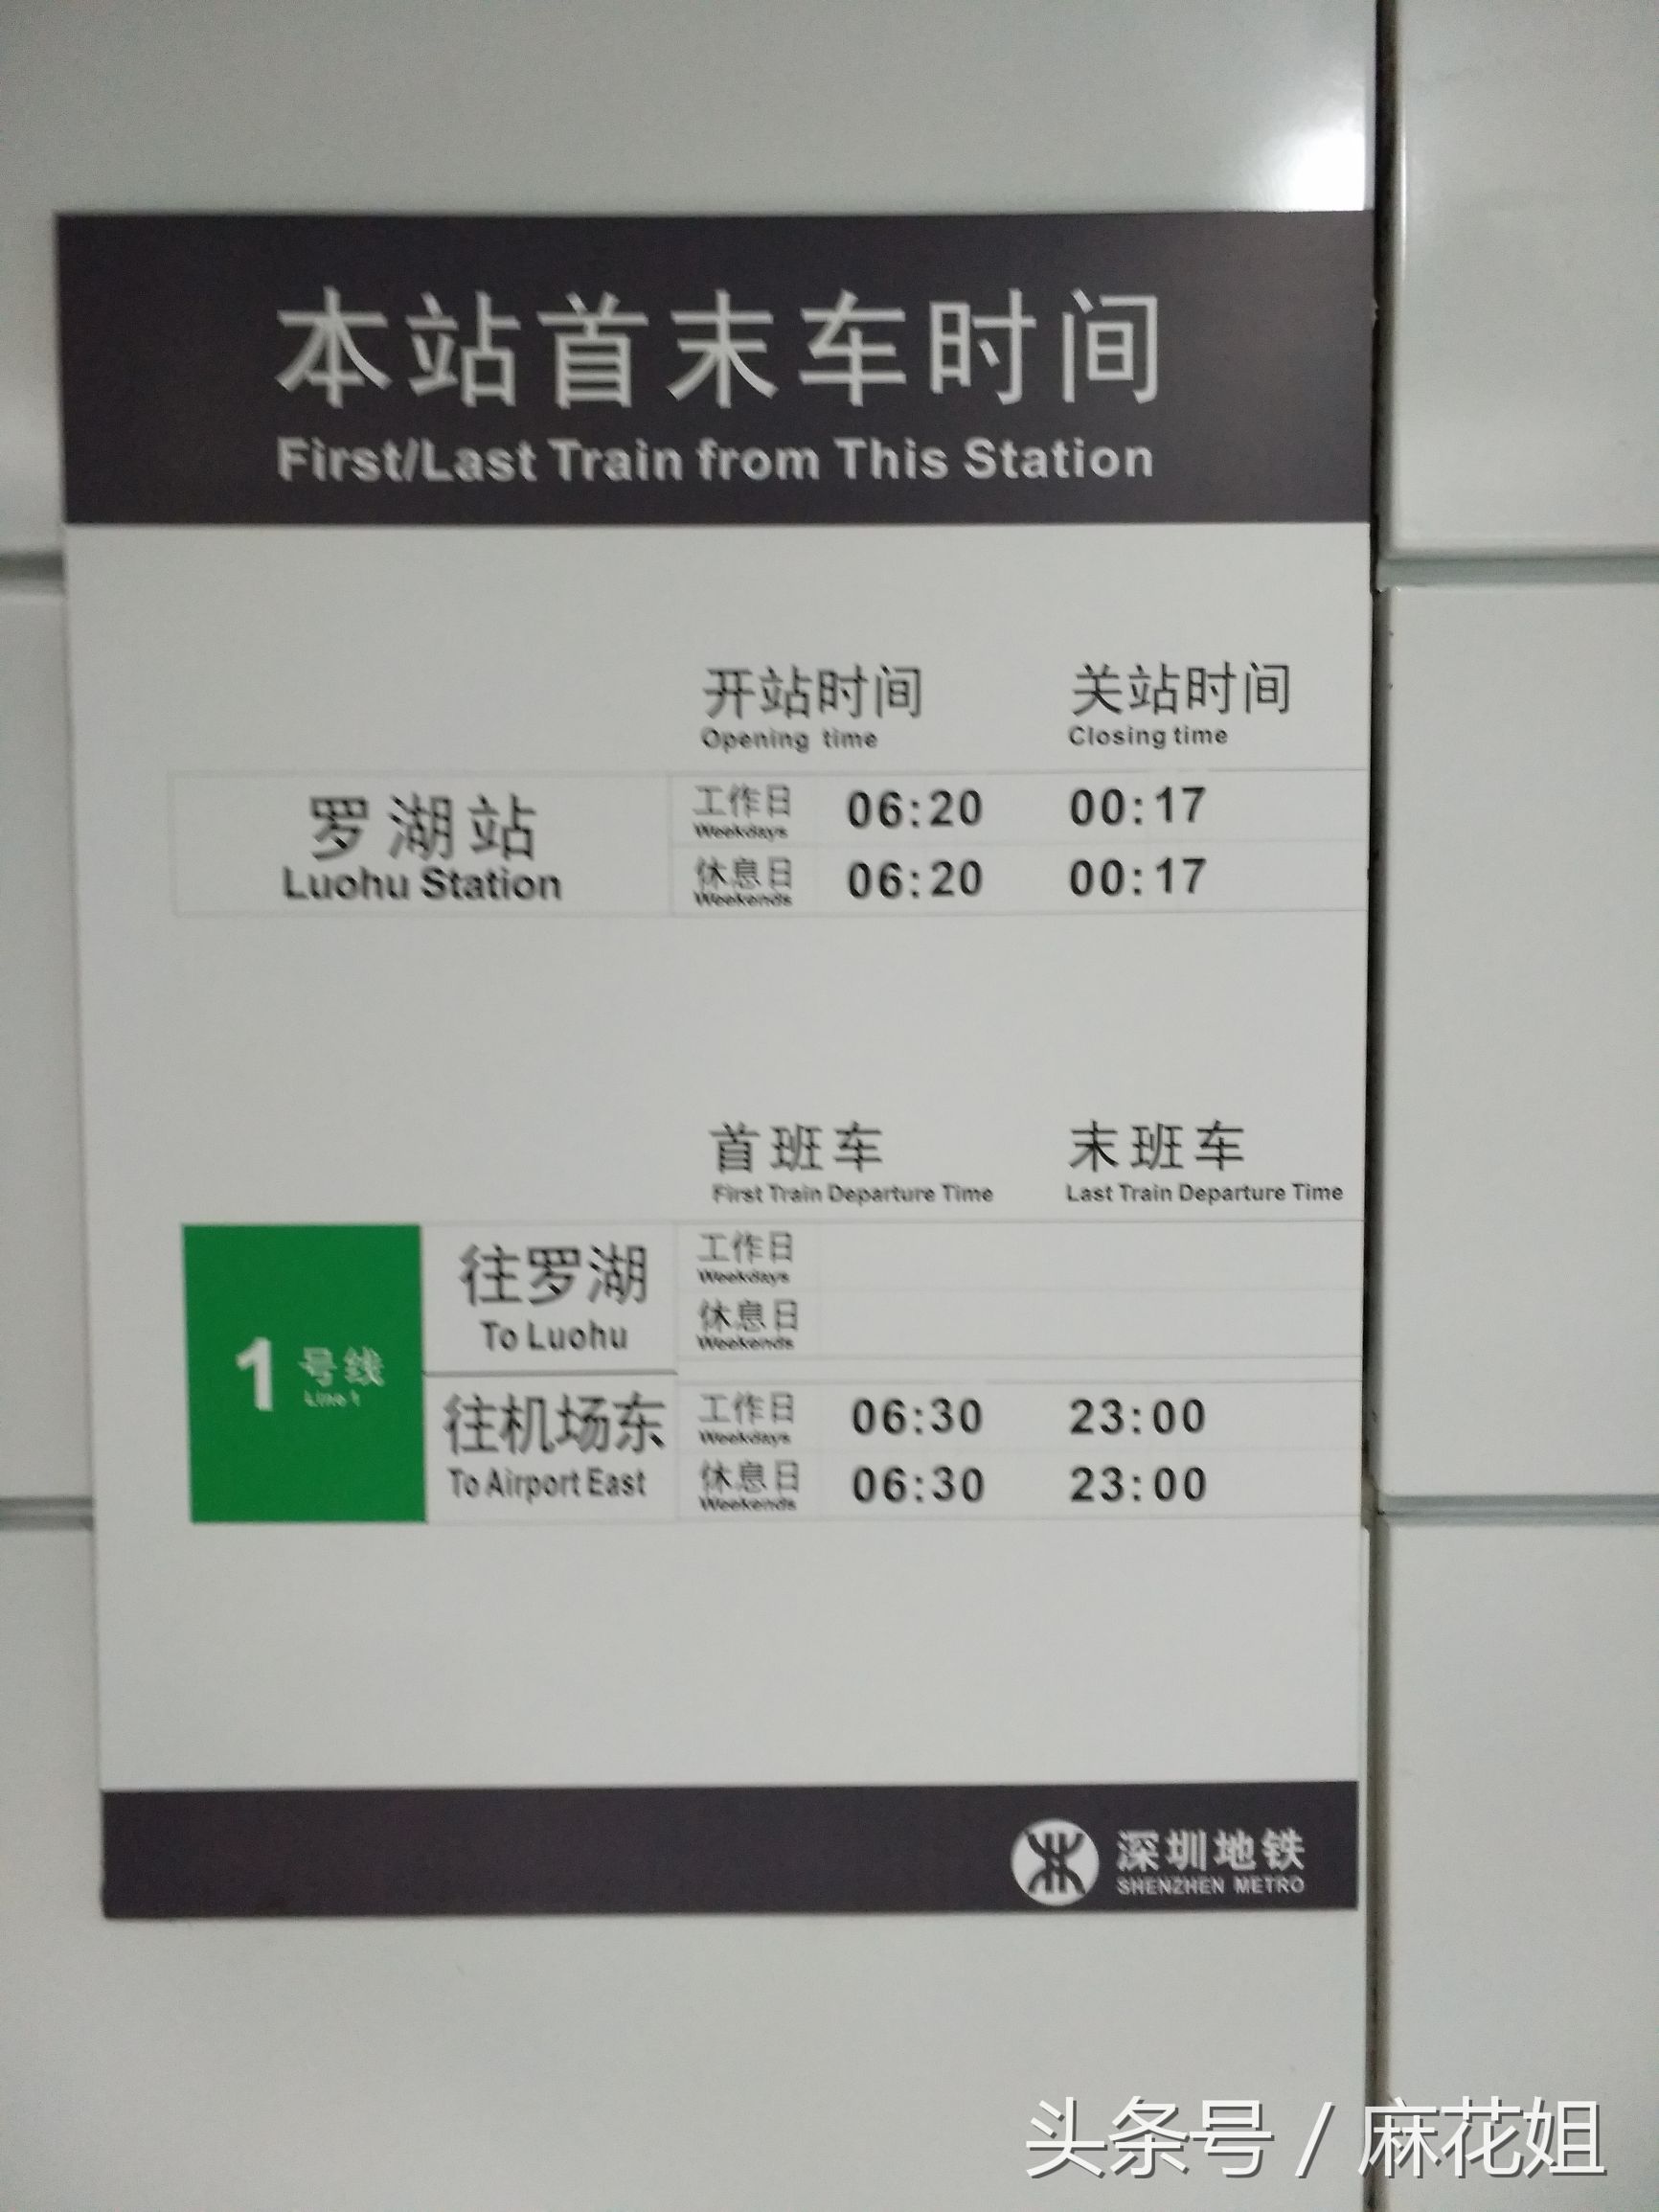 本站首末车时间
First/Last Train from This Station
开站时间 关站时间
Opening time Closing time
罗湖站
Luohu Station
工作日 06:20 00:17
Weekdays
休息日 06:20 00:17
Weekends
首班车 末班车
First Train Departure Time Last Train Departure Time
1号线
Line 1
往罗湖
To Luohu
工作日
Weekdays
休息日
Weekends
往机场东
To Airport East
工作日 06:30 23:00
Weekdays
休息日 06:30 23:00
Weekends
深圳地铁
SHENZHEN METRO
头条号 / 麻花姐